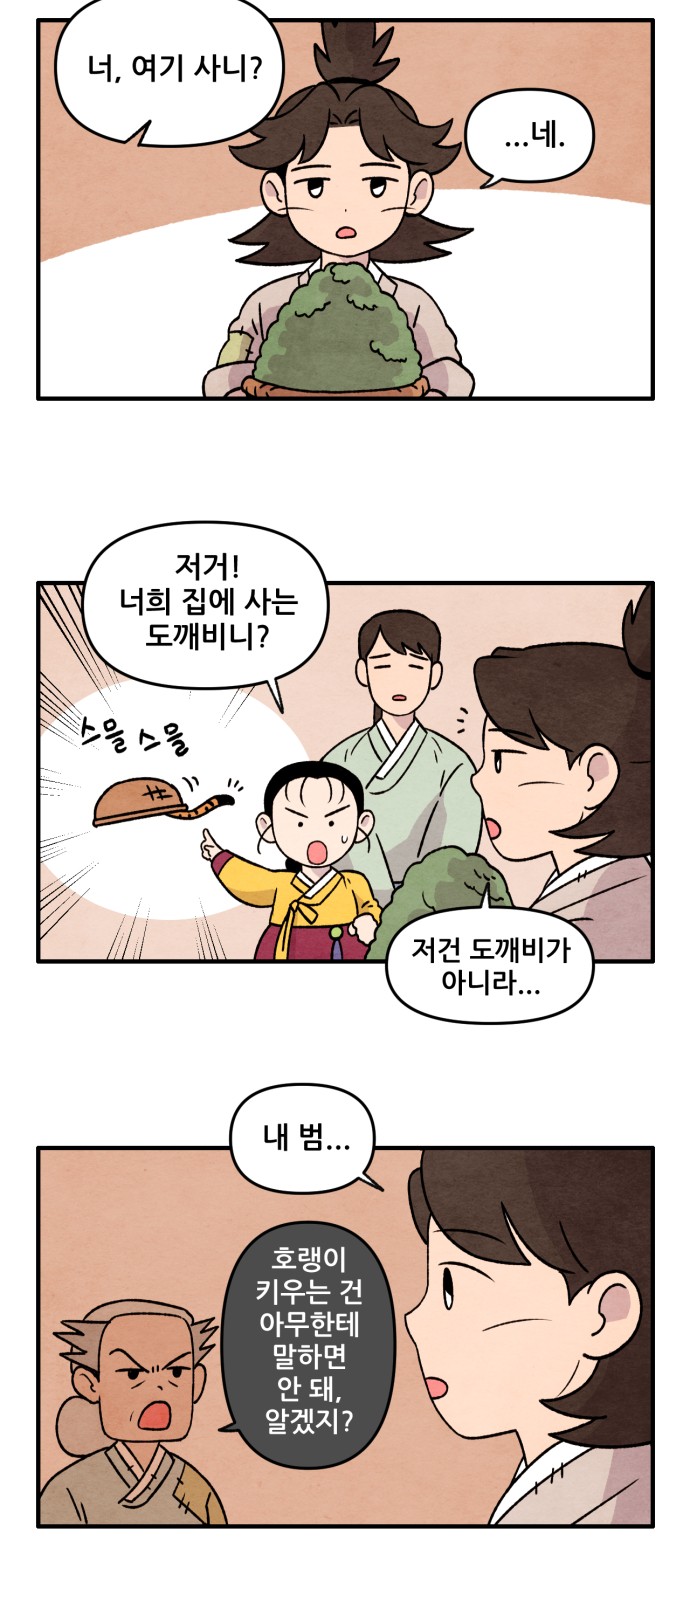 너, 여기 사니?
...네.
저거!
너희 집에 사는
도깨비니?
스믈 스믈
저건 도깨비가
아니라...
내 범...
호랭이
키우는 건
아무한테
말하면
안 돼,
알겠지?